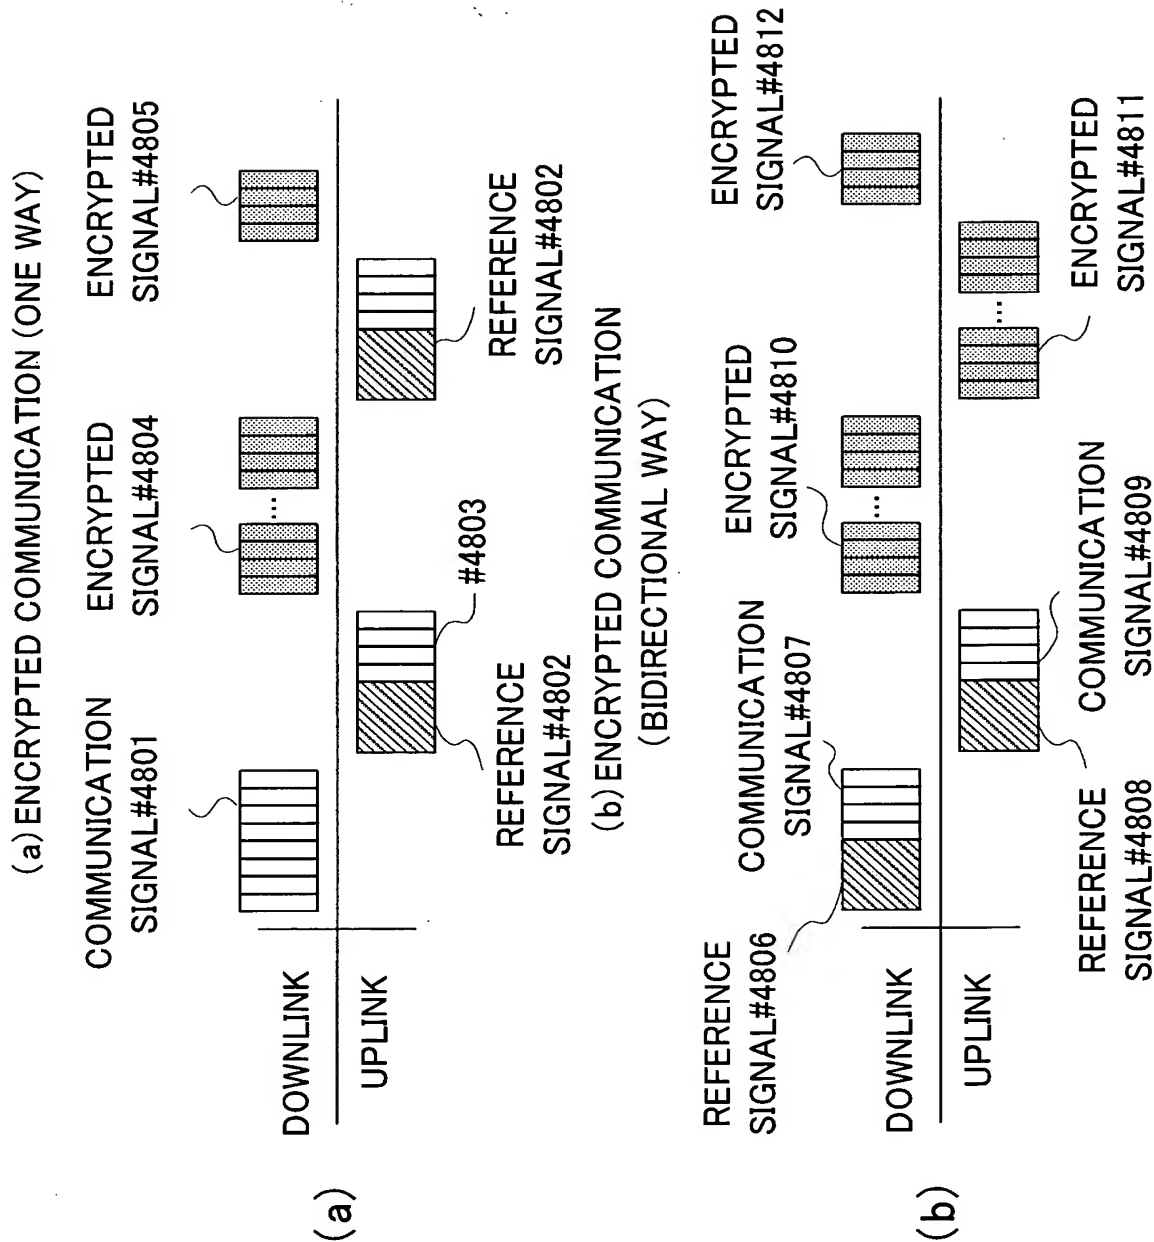 (a) ENCRYPTED COMMUNICATION (ONE WAY)
COMMUNICATION
SIGNAL#4801
ENCRYPTED
SIGNAL#4804
ENCRYPTED
SIGNAL#4805
(a)
DOWNLINK
UPLINK
...
#4803
REFERENCE
SIGNAL#4802
REFERENCE
SIGNAL#4802
(b) ENCRYPTED COMMUNICATION
(BIDIRECTIONAL WAY)
REFERENCE
SIGNAL#4806
COMMUNICATION
SIGNAL#4807
ENCRYPTED
SIGNAL#4810
ENCRYPTED
SIGNAL#4812
(b)
DOWNLINK
UPLINK
...
...
REFERENCE
SIGNAL#4808
COMMUNICATION
SIGNAL#4809
ENCRYPTED
SIGNAL#4811